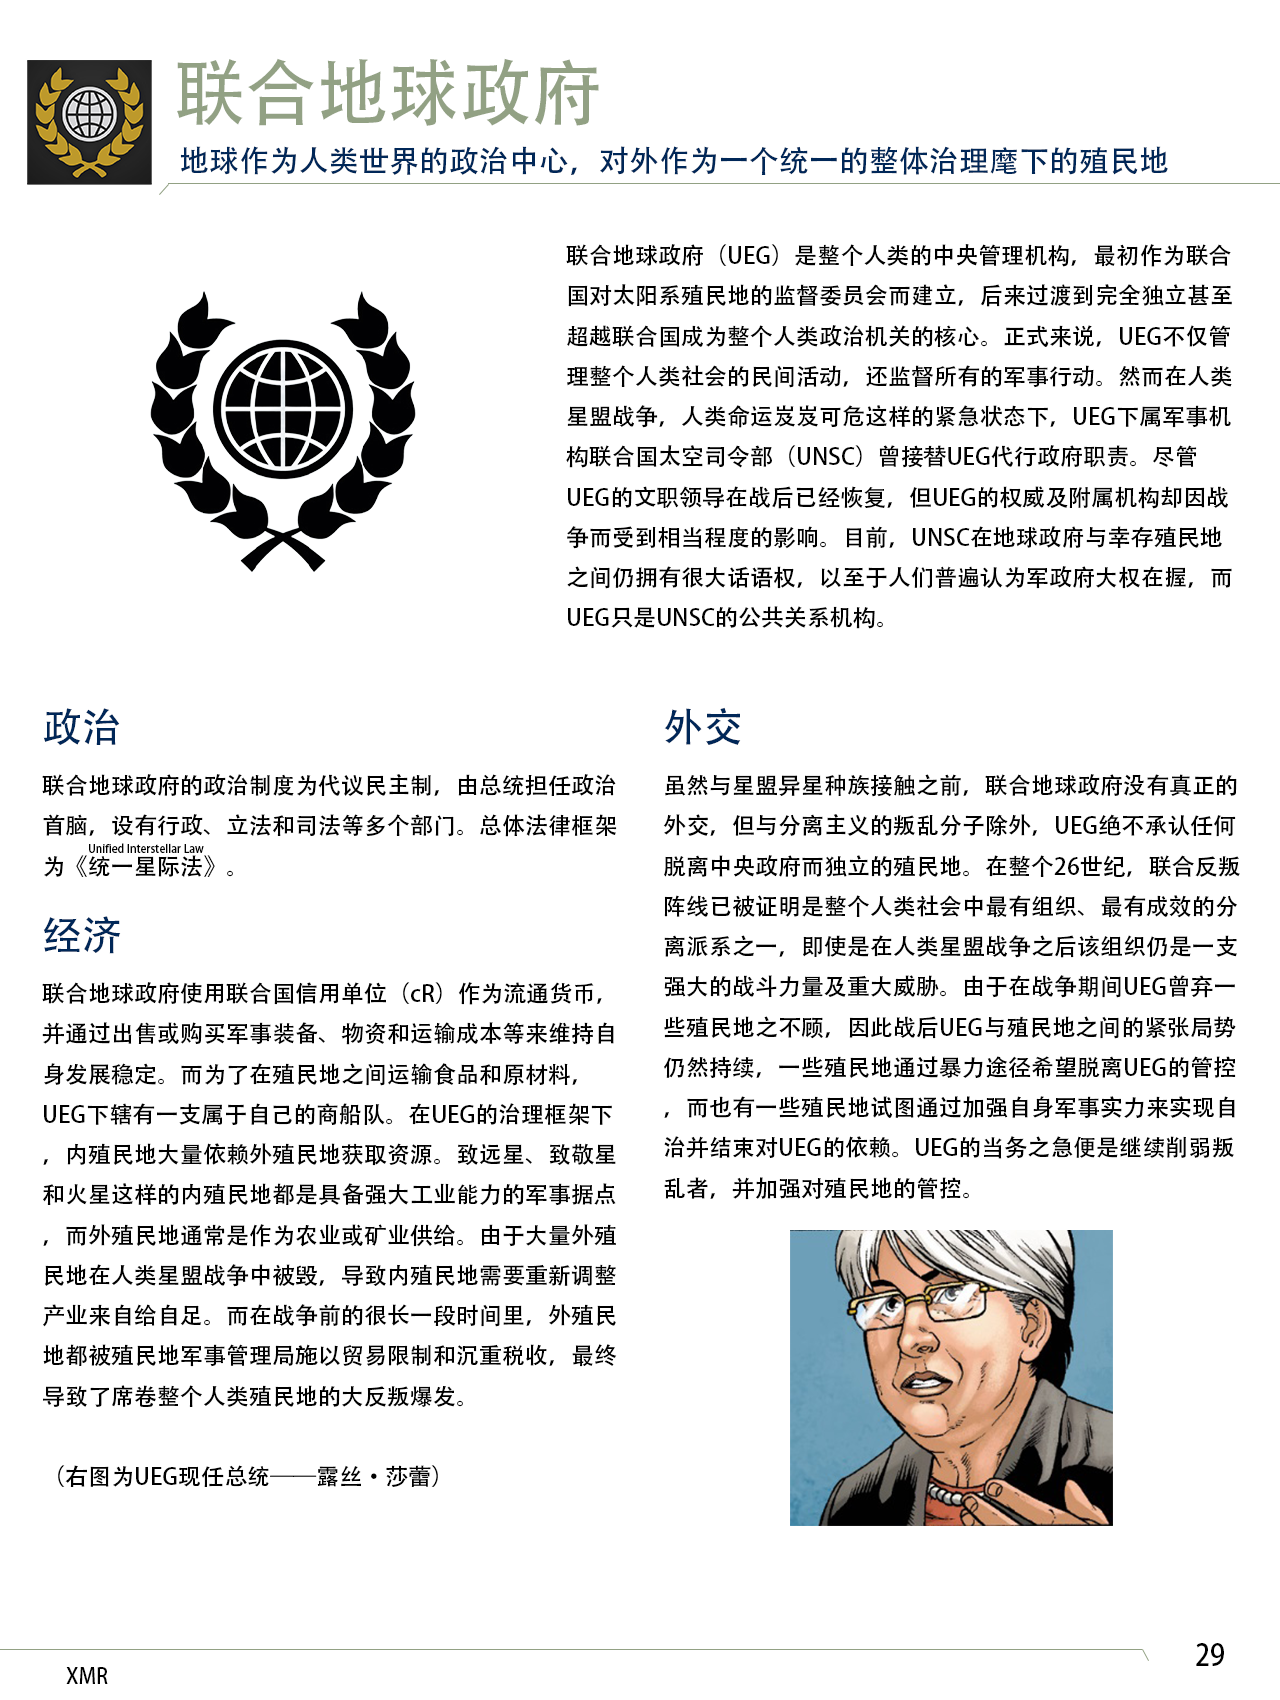 联合地球政府
地球作为人类世界的政治中心，对外作为一个统一的整体治理麾下的殖民地
联合地球政府（UEG）是整个人类的中央管理机构，最初作为联合
国对太阳系殖民地的监督委员会而建立，后来过渡到完全独立甚至
超越联合国成为整个人类政治机关的核心。正式来说，UEG不仅管
理整个人类社会的民间活动，还监督所有的军事行动。然而在人类
星盟战争，人类命运岌岌可危这样的紧急状态下，UEG下属军事机
构联合国太空司令部（UNSC）曾接替UEG代行政府职责。尽管
UEG的文职领导在战后已经恢复，但UEG的权威及附属机构却因战
争而受到相当程度的影响。目前，UNSC在地球政府与幸存殖民地
之间仍拥有很大话语权，以至于人们普遍认为军政府大权在握，而
UEG只是UNSC的公共关系机构。
政治
联合地球政府的政治制度为代议民主制，由总统担任政治
首脑，设有行政、立法和司法等多个部门。总体法律框架
Unified Interstellar Law
为《统一星际法》。
经济
联合地球政府使用联合国信用单位（cR）作为流通货币，
并通过出售或购买军事装备、物资和运输成本等来维持自
身发展稳定。而为了在殖民地之间运输食品和原材料，
UEG下辖有一支属于自己的商船队。在UEG的治理框架下
，内殖民地大量依赖外殖民地获取资源。致远星、致敬星
和火星这样的内殖民地都是具备强大工业能力的军事据点
，而外殖民地通常是作为农业或矿业供给。由于大量外殖
民地在人类星盟战争中被毁，导致内殖民地需要重新调整
产业来自给自足。而在战争前的很长一段时间里，外殖民
地都被殖民地军事管理局施以贸易限制和沉重税收，最终
导致了席卷整个人类殖民地的大反叛爆发。
（右图为UEG现任总统——露丝·莎蕾）
外交
虽然与星盟异星种族接触之前，联合地球政府没有真正的
外交，但与分离主义的叛乱分子除外，UEG绝不承认任何
脱离中央政府而独立的殖民地。在整个26世纪，联合反叛
阵线已被证明是整个人类社会中最有组织、最有成效的分
离派系之一，即使是在人类星盟战争之后该组织仍是一支
强大的战斗力量及重大威胁。由于在战争期间UEG曾弃一
些殖民地之不顾，因此战后UEG与殖民地之间的紧张局势
仍然持续，一些殖民地通过暴力途径希望脱离UEG的管控
，而也有一些殖民地试图通过加强自身军事实力来实现自
治并结束对UEG的依赖。UEG的当务之急便是继续削弱叛
乱者，并加强对殖民地的管控。
29
XMR